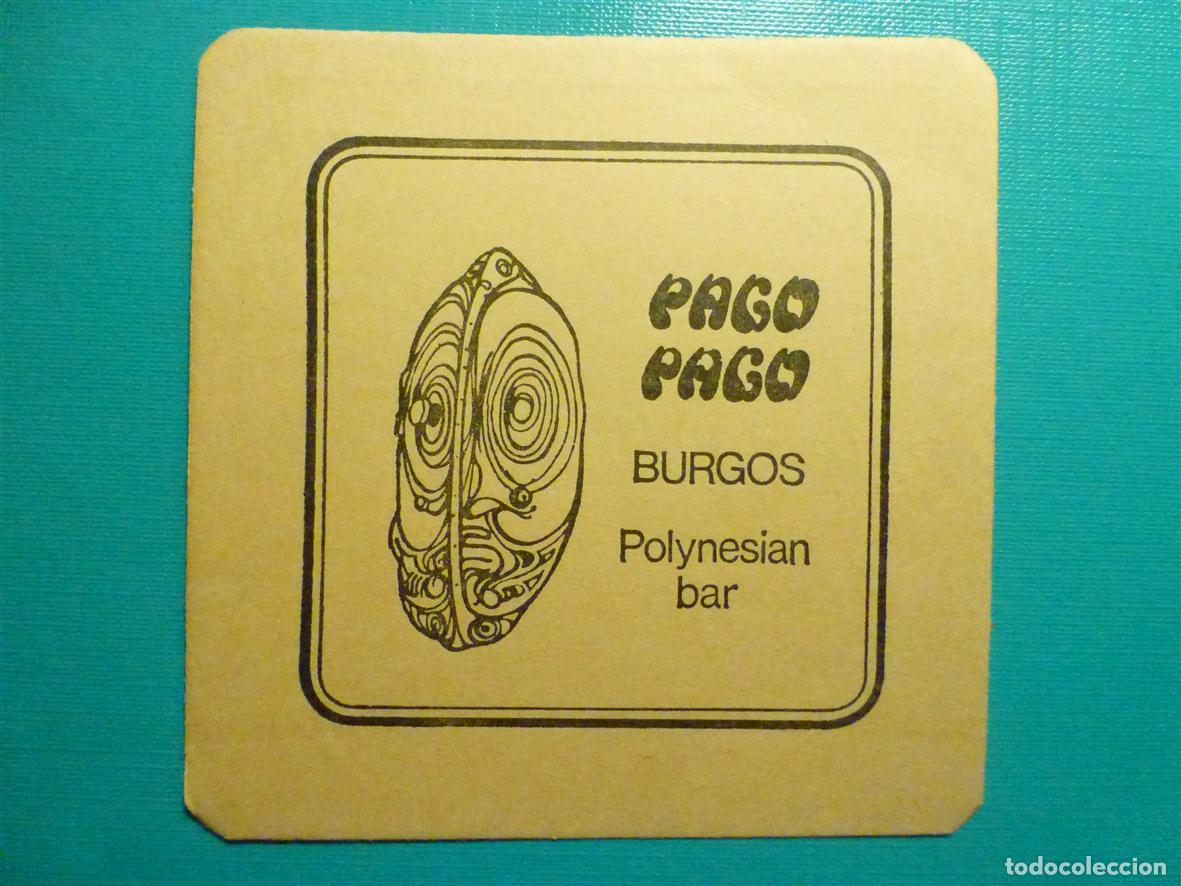 PAGO
PAGO
BURGOS
Polynesian
bar
todocoleccion